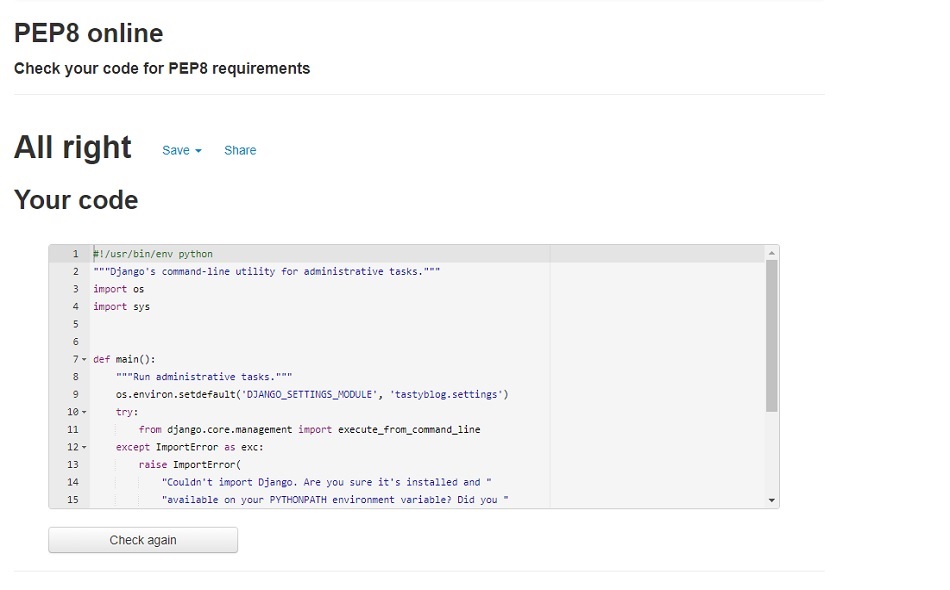 PEP8 online
Check your code for PEP8 requirements
All right Save Share
Your code
1 #!/usr/bin/env python
2 """Django's command-line utility for administrative tasks."""
3 import os
4 import sys
5
6
7 def main():
8     """Run administrative tasks."""
9     os.environ.setdefault('DJANGO_SETTINGS_MODULE', 'tastyblog.settings')
10     try:
11         from django.core.management import execute_from_command_line
12     except ImportError as exc:
13         raise ImportError(
14             "Couldn't import Django. Are you sure it's installed and "
15             "available on your PYTHONPATH environment variable? Did you "
Check again